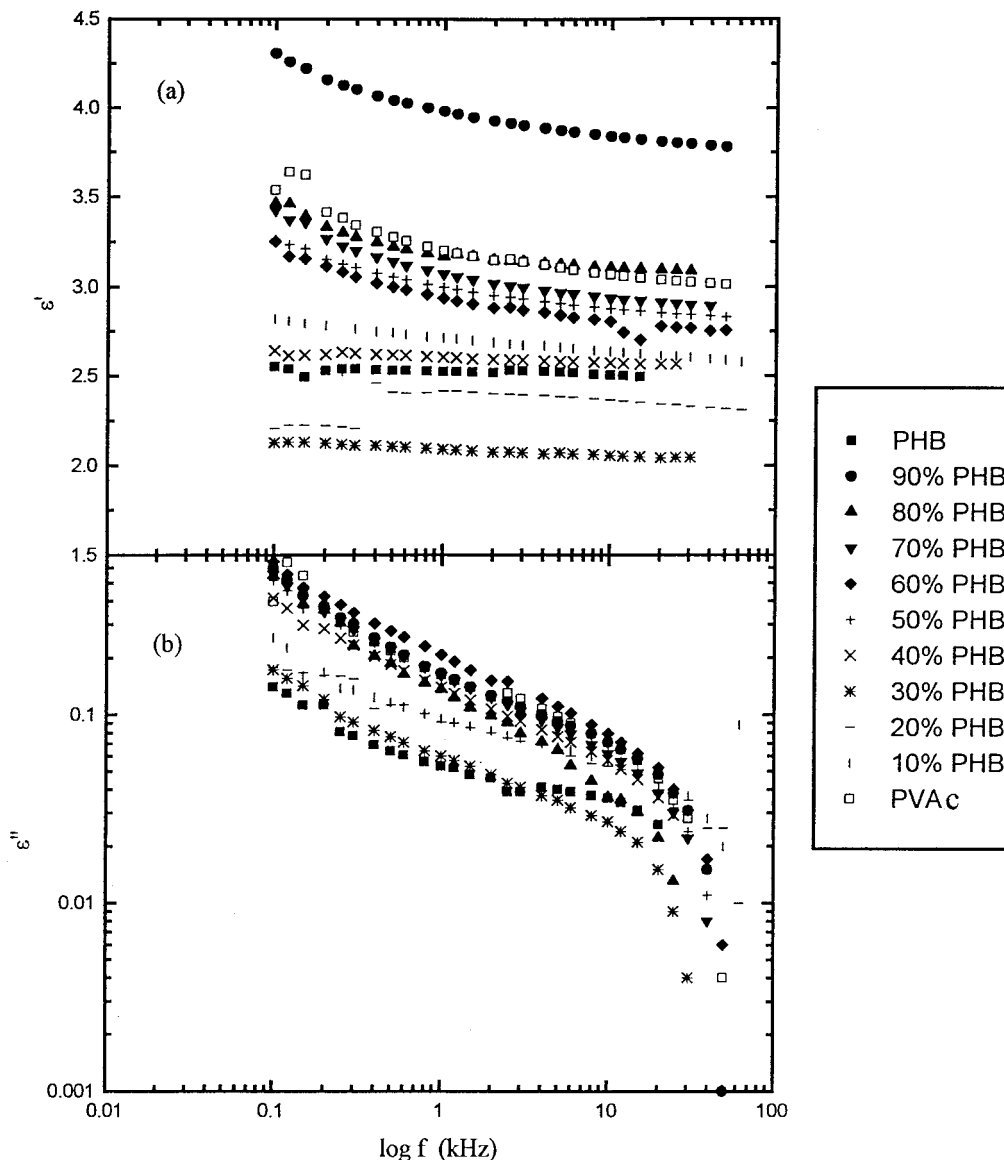 4.5
(a)
4.0
3.5
ε'
3.0
2.5
2.0
1.5
(b)
0.1
ε"
0.01
0.001
0.01
0.1
1
10
100
log f (kHz)
PHB
90% PHB
80% PHB
70% PHB
60% PHB
50% PHB
40% PHB
30% PHB
20% PHB
10% PHB
PVAc